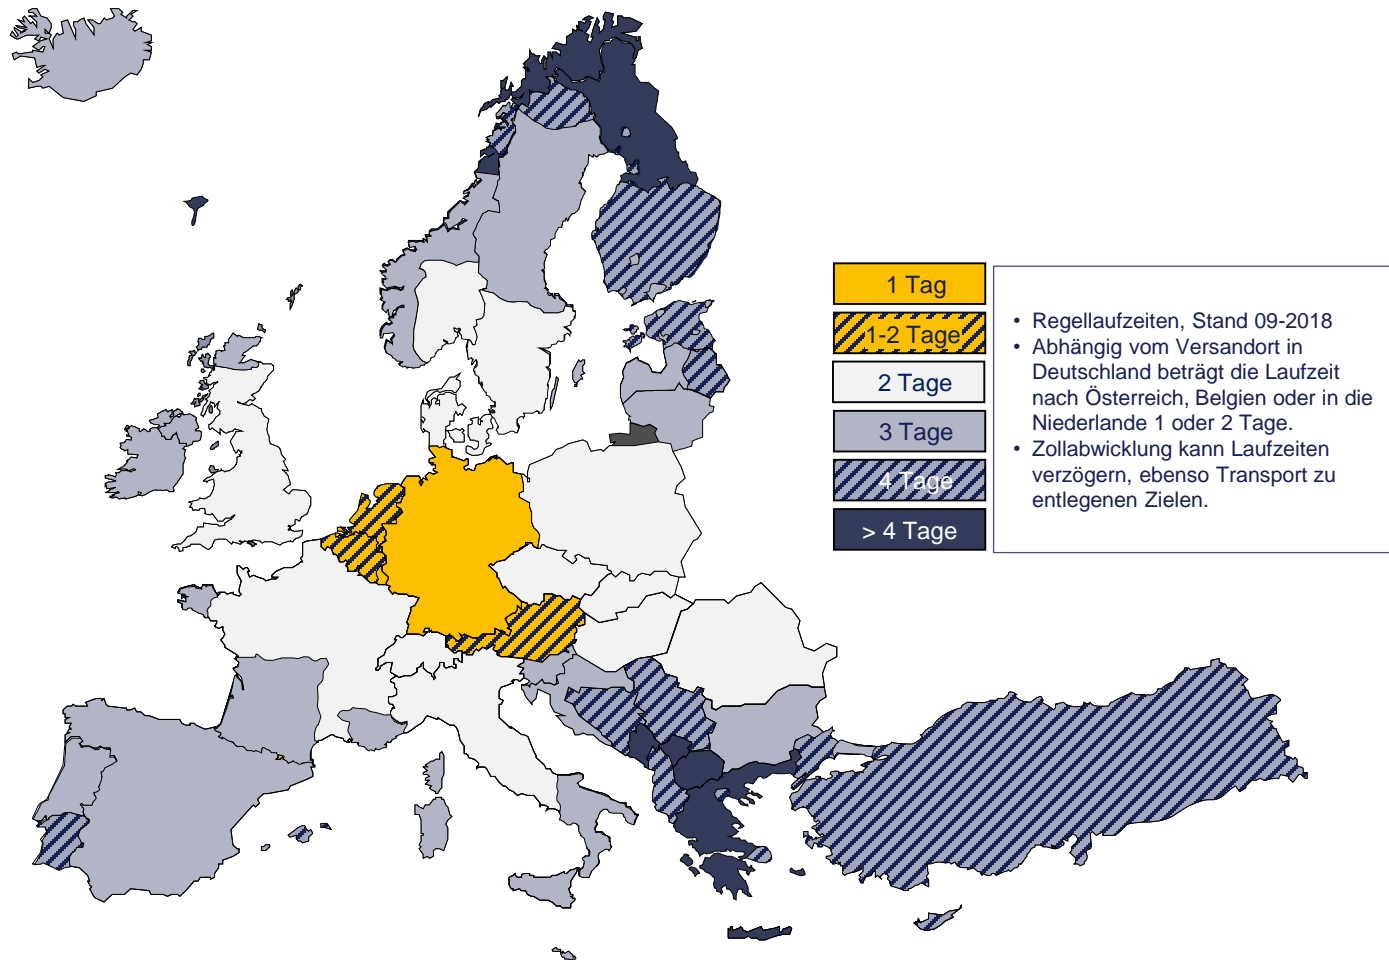 1 Tag
1-2 Tage
2 Tage
3 Tage
4 Tage
> 4 Tage
• Regellaufzeiten, Stand 09-2018
• Abhängig vom Versandort in
Deutschland beträgt die Laufzeit
nach Österreich, Belgien oder in die
Niederlande 1 oder 2 Tage.
• Zollabwicklung kann Laufzeiten
verzögern, ebenso Transport zu
entlegenen Zielen.